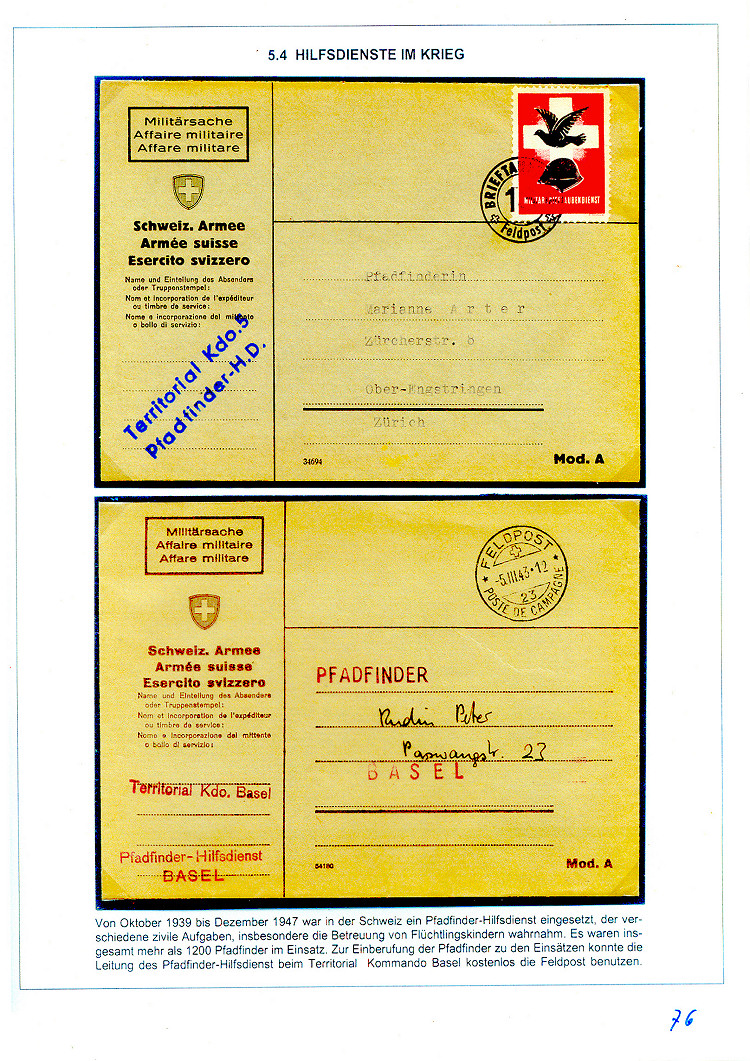 5.4 HILFSDIENSTE IM KRIEG
Militärsache
Affaire militaire
Affare militare
Schweiz. Armee
Armée suisse
Esercito svizzero
Name und Einteilung des Absenders
oder Truppenstempel:
Nom et incorporation de l'expéditeur
ou timbre de service:
Nome e incorporazione del mittente
o bollo di servizio:
Territorial Kdo.5
Pfadfinder-H.D.
Feldpost
Pfadfinderin
Marianne Arter
Zürcherstr. 6
Ober-Engstringen
Zürich
34694
Mod. A
Militärsache
Affaire militaire
Affare militare
Schweiz. Armee
Armée suisse
Esercito svizzero
Name und Einteilung des Absenders
oder Truppenstempel:
Nom et incorporation de l'expéditeur
ou timbre de service:
Nome e incorporazione del mittente
o bollo di servizio:
Territorial Kdo. Basel
Pfadfinder-Hilfsdienst
BASEL
FELDPOST
-5.III.43·12
23
POSTE DE CAMPAGNE
PFADFINDER
Peter
23
BASEL
54180
Mod. A
Von Oktober 1939 bis Dezember 1947 war in der Schweiz ein Pfadfinder-Hilfsdienst eingesetzt, der ver-
schiedene zivile Aufgaben, insbesondere die Betreuung von Flüchtlingskindern wahrnahm. Es waren ins-
gesamt mehr als 1200 Pfadfinder im Einsatz. Zur Einberufung der Pfadfinder zu den Einsätzen konnte die
Leitung des Pfadfinder-Hilfsdienst beim Territorial Kommando Basel kostenlos die Feldpost benutzen.
76